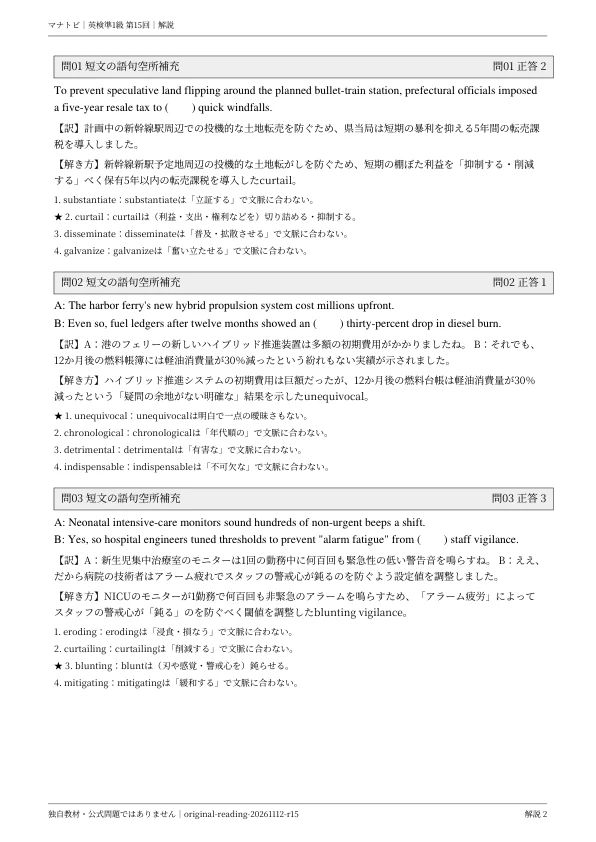 マナトビ｜英検準1級 第15回｜解説
問01 短文の語句空所補充 問01 正答 2
To prevent speculative land flipping around the planned bullet-train station, prefectural officials imposed
a five-year resale tax to (　　) quick windfalls.
【訳】計画中の新幹線駅周辺での投機的な土地転売を防ぐため、県当局は短期の暴利を抑える5年間の転売課
税を導入しました。
【解き方】新幹線新駅予定地周辺の投機的な土地転がしを防ぐため、短期の棚ぼた利益を「抑制する・削減
する」べく保有5年以内の転売課税を導入したcurtail。
1. substantiate：substantiateは「立証する」で文脈に合わない。
★ 2. curtail：curtailは（利益・支出・権利などを）切り詰める・抑制する。
3. disseminate：disseminateは「普及・拡散させる」で文脈に合わない。
4. galvanize：galvanizeは「奮い立たせる」で文脈に合わない。
問02 短文の語句空所補充 問02 正答 1
A: The harbor ferry's new hybrid propulsion system cost millions upfront.
B: Even so, fuel ledgers after twelve months showed an (　　) thirty-percent drop in diesel burn.
【訳】A：港のフェリーの新しいハイブリッド推進装置は多額の初期費用がかかりましたね。 B：それでも、
12か月後の燃料帳簿には軽油消費量が30%減ったという紛れもない実績が示されました。
【解き方】ハイブリッド推進システムの初期費用は巨額だったが、12か月後の燃料台帳は軽油消費量が30%
減ったという「疑問の余地がない明確な」結果を示したunequivocal。
★ 1. unequivocal：unequivocalは明白で一点の曖昧さもない。
2. chronological：chronologicalは「年代順の」で文脈に合わない。
3. detrimental：detrimentalは「有害な」で文脈に合わない。
4. indispensable：indispensableは「不可欠な」で文脈に合わない。
問03 短文の語句空所補充 問03 正答 3
A: Neonatal intensive-care monitors sound hundreds of non-urgent beeps a shift.
B: Yes, so hospital engineers tuned thresholds to prevent "alarm fatigue" from (　　) staff vigilance.
【訳】A：新生児集中治療室のモニターは1回の勤務中に何百回も緊急性の低い警告音を鳴らすね。 B：ええ、
だから病院の技術者はアラーム疲れでスタッフの警戒心が鈍るのを防ぐよう設定値を調整しました。
【解き方】NICUのモニターが1勤務で何百回も非緊急のアラームを鳴らすため、「アラーム疲労」によって
スタッフの警戒心が「鈍る」のを防ぐべく閾値を調整したblunting vigilance。
1. eroding：erodingは「浸食・損なう」で文脈に合わない。
2. curtailing：curtailingは「削減する」で文脈に合わない。
★ 3. blunting：bluntは（刃や感覚・警戒心を）鈍らせる。
4. mitigating：mitigatingは「緩和する」で文脈に合わない。
独自教材・公式問題ではありません｜original-reading-20261112-r15 解説 2